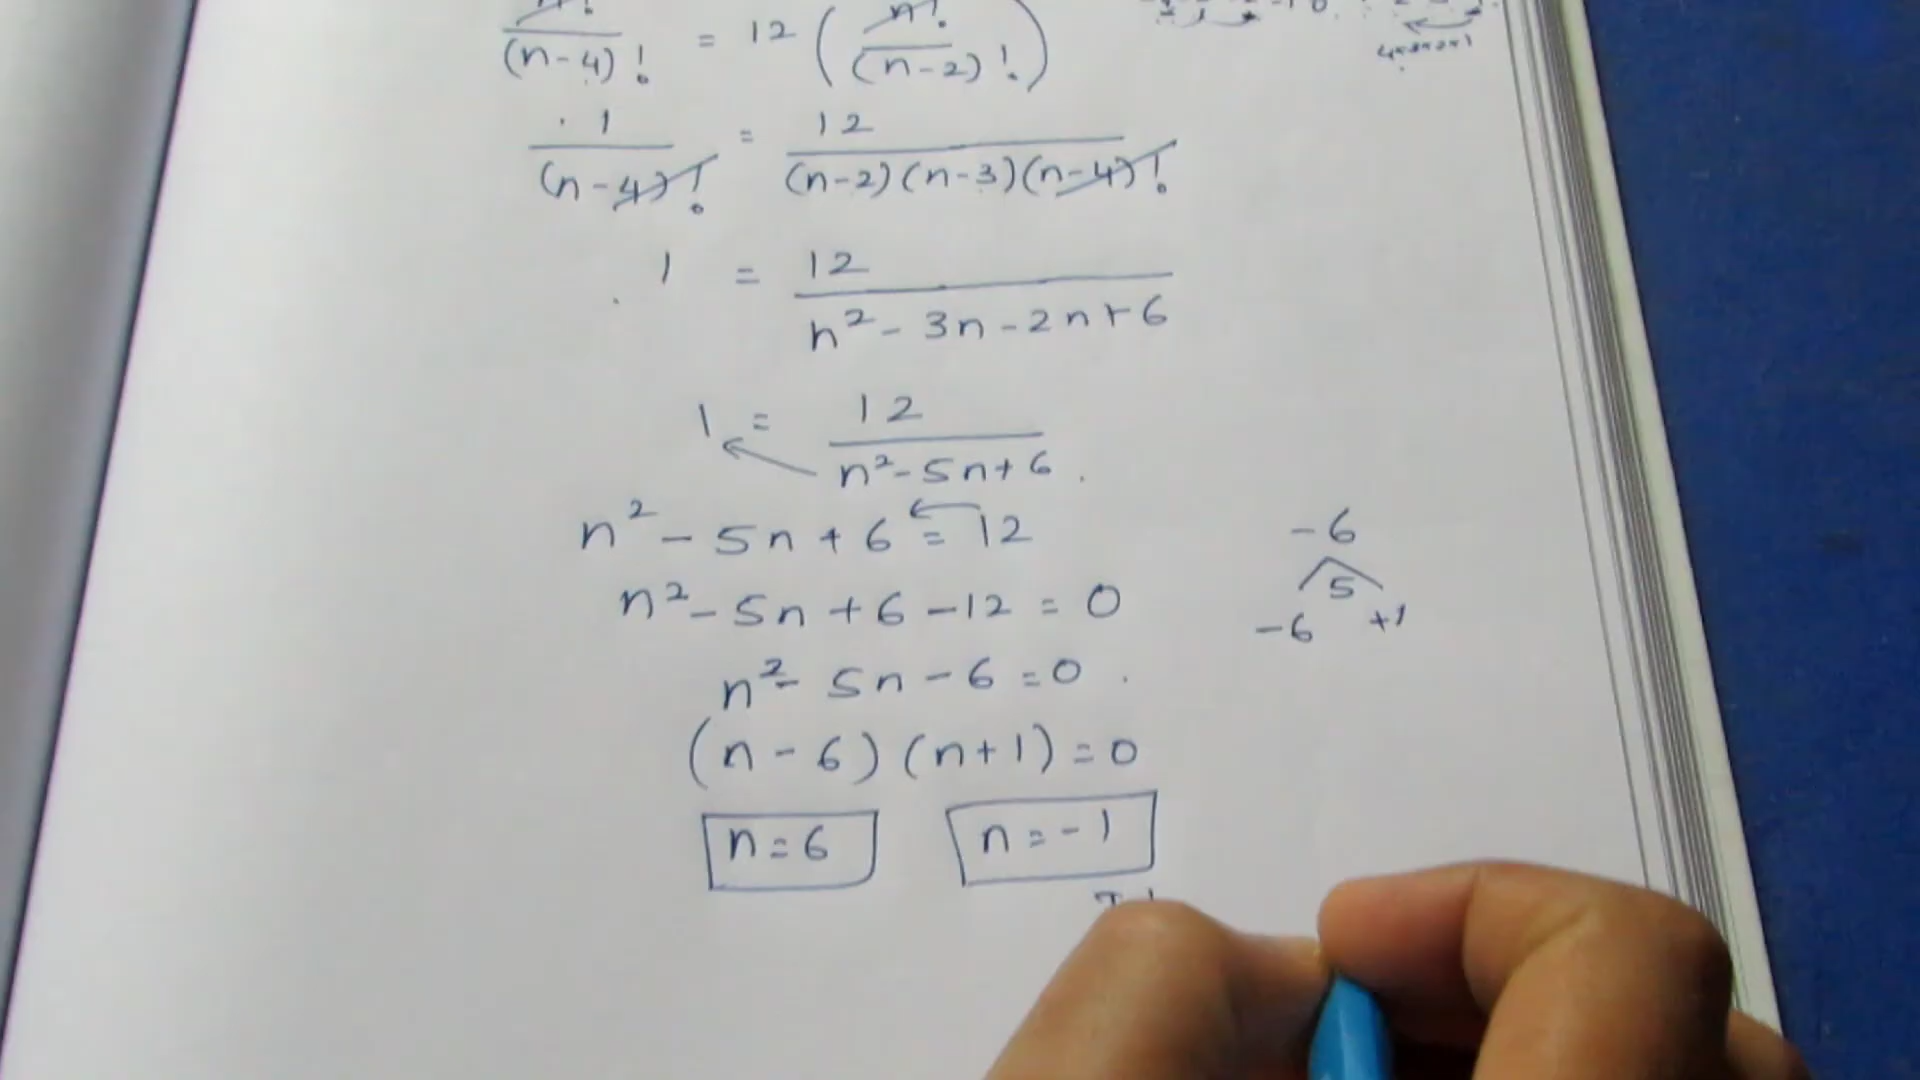 n! / (n-4)! = 12 ( n! / (n-2)! )
1 / (n-4)! = 12 / (n-2)(n-3)(n-4)!
1 = 12 / n² - 3n - 2n + 6
1 = 12 / n² - 5n + 6
n² - 5n + 6 = 12
-6
n² - 5n + 6 - 12 = 0
5
-6 +1
n² - 5n - 6 = 0
(n - 6) (n + 1) = 0
n = 6 n = -1